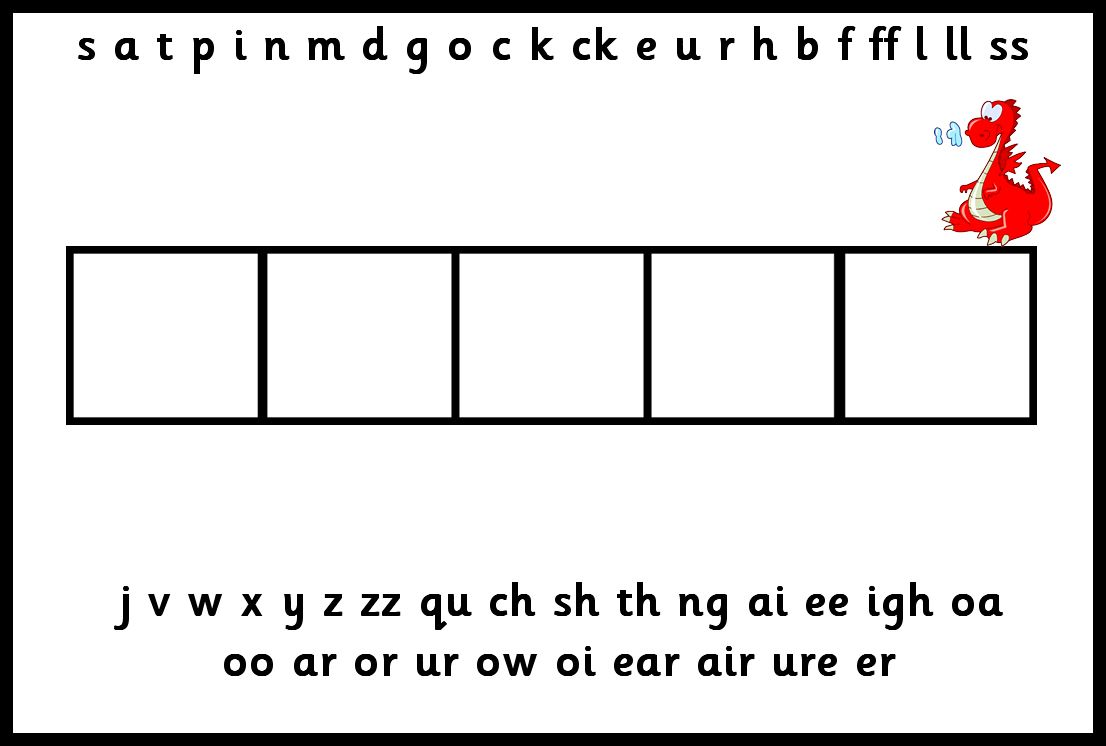 s a t p i n m d g o c k ck e u r h b f ff l ll ss
j v w x y z zz qu ch sh th ng ai ee igh oa
oo ar or ur ow oi ear air ure er